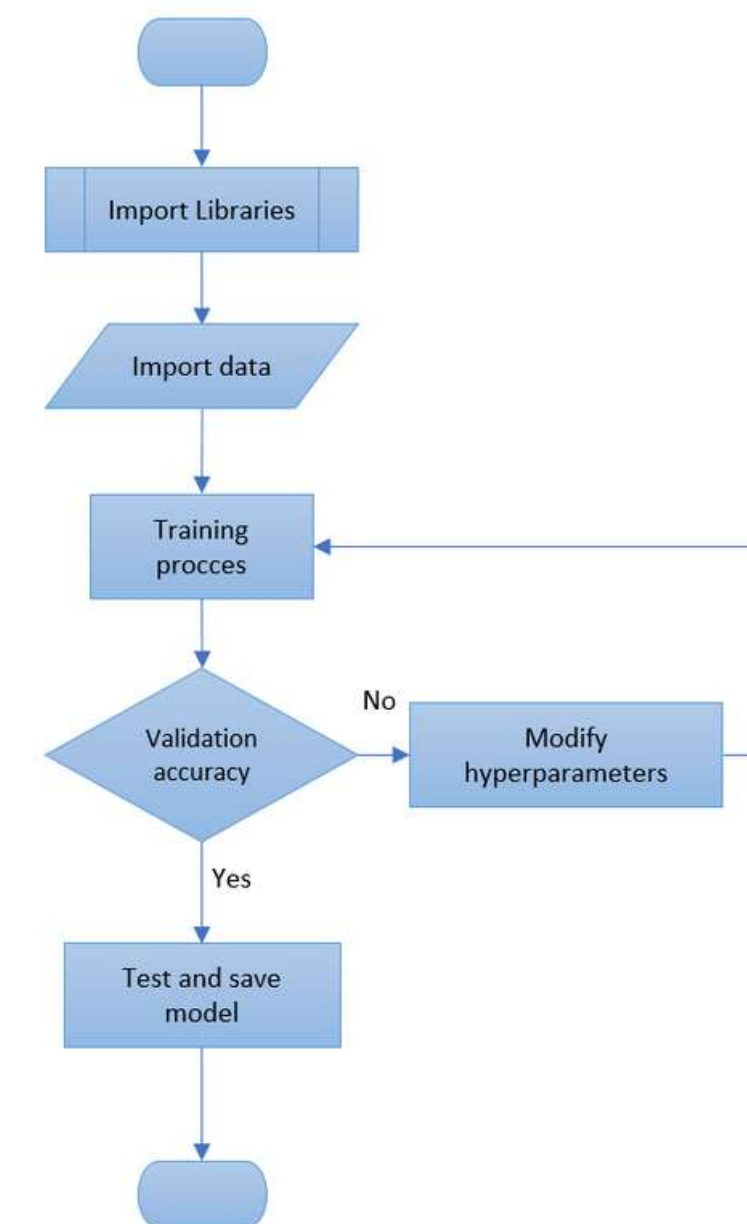 Import Libraries
Import data
Training
procces
Validation
accuracy
No
Modify
hyperparameters
Yes
Test and save
model